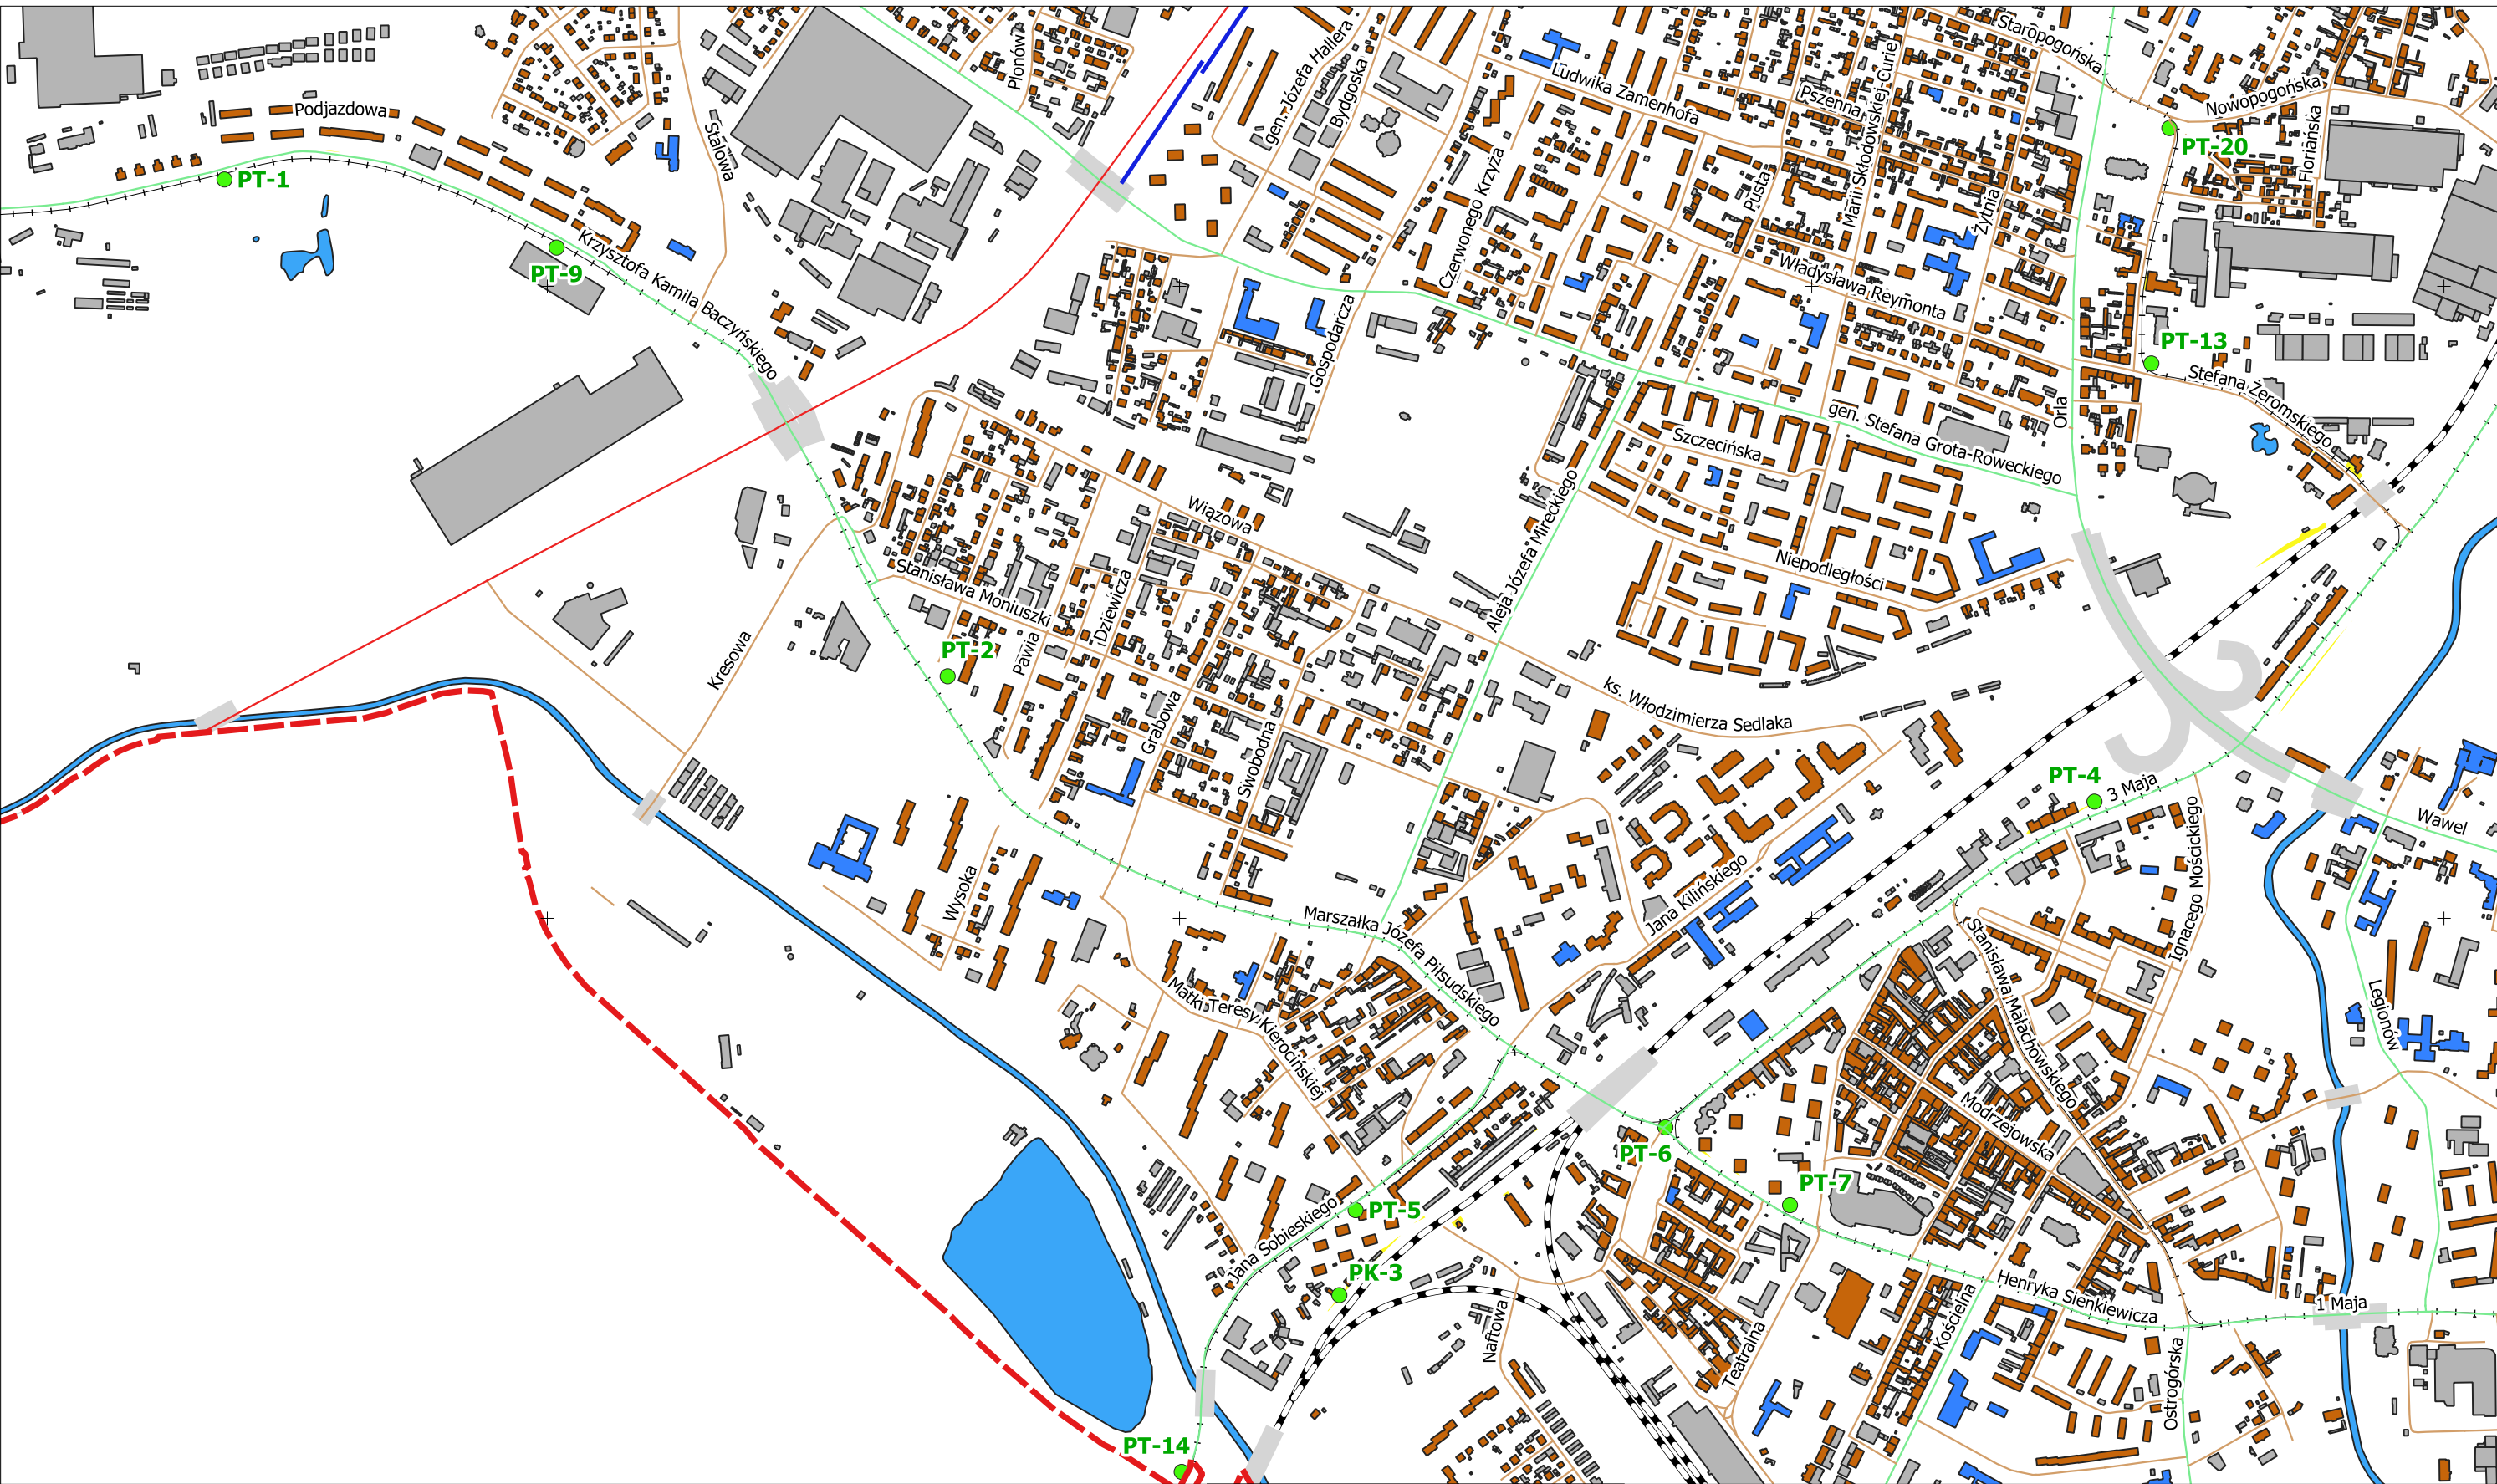 Staropogońska
Plonów
gen. Józefa Hallera
Bydgoska
Ludwika Zamenhofa
Pszenna
Marii Skłodowskiej-Curie
Nowopogońska
Podjazdowa
Stalowa
PT-20
Floriańska
PT-1
Czerwonego Krzyża
Pusta
Żytnia
Krzysztofa Kamila Baczyńskiego
PT-9
Władysława Reymonta
Gospodarcza
PT-13
Stefana Żeromskiego
Orla
gen. Stefana Grota-Roweckiego
Szczecińska
Wiązowa
Aleja Józefa Mireckiego
Niepodległości
Stanisława Moniuszki
Dziewicza
PT-2
Pawia
Kresowa
ks. Włodzimierza Sedlaka
Grabowa
Swobodna
PT-4
3 Maja
Wawel
Ignacego Mościckiego
Wysoka
Jana Kilińskiego
Marszałka Józefa Piłsudskiego
Stanisława Małachowskiego
Matki Teresy Kierocińskiej
Legionów
Modrzejowska
PT-6
PT-7
PT-5
Jana Sobieskiego
PK-3
Henryka Sienkiewicza
1 Maja
Naftowa
Kościelna
Teatralna
Ostrogórska
PT-14